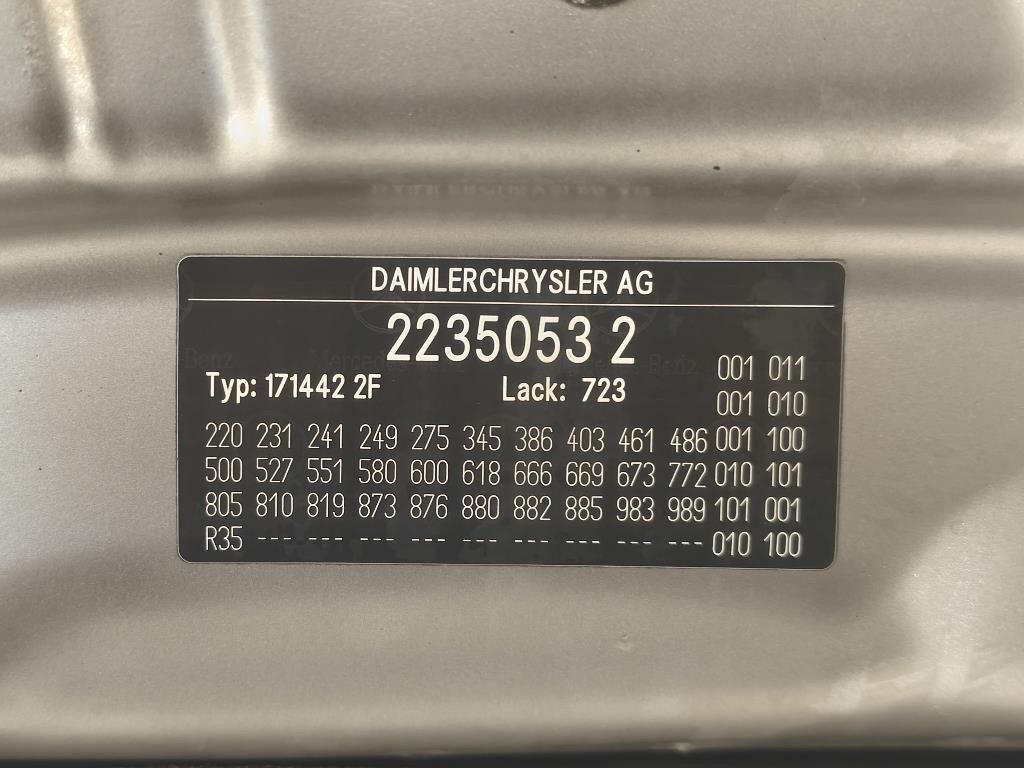 DAIMLERCHRYSLER AG
2235053 2
Typ: 171442 2F Lack: 723 001 011
001 010
220 231 241 249 275 345 386 403 461 486 001 100
500 527 551 580 600 618 666 669 673 772 010 101
805 810 819 873 876 880 882 885 983 989 101 001
R35 --- --- --- --- --- --- --- --- --- 010 100